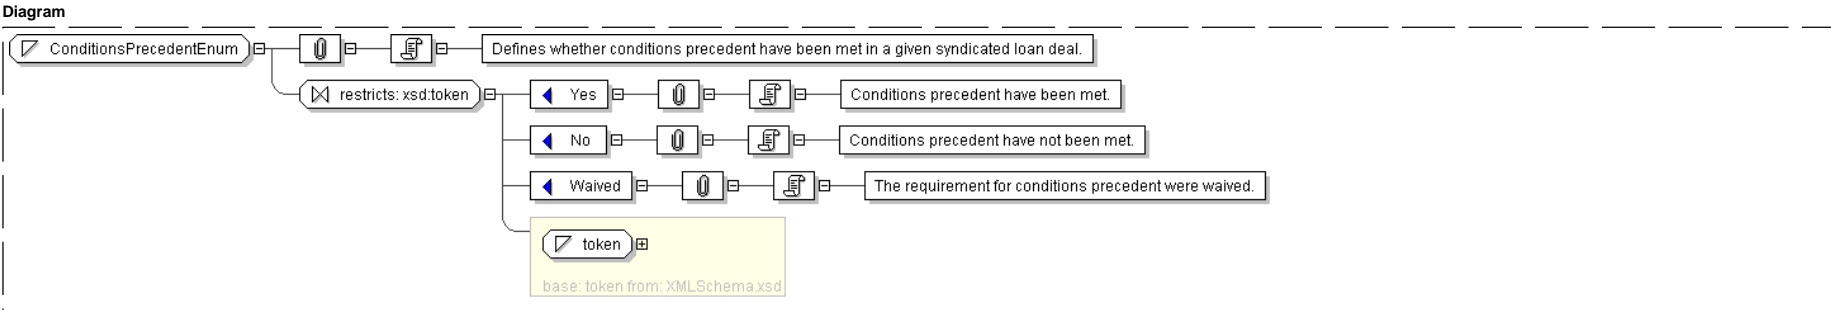 Diagram
ConditionsPrecedentEnum
Defines whether conditions precedent have been met in a given syndicated loan deal.
restricts: xsd:token
Yes
Conditions precedent have been met.
No
Conditions precedent have not been met.
Waived
The requirement for conditions precedent were waived.
token
base: token from: XMLSchema.xsd